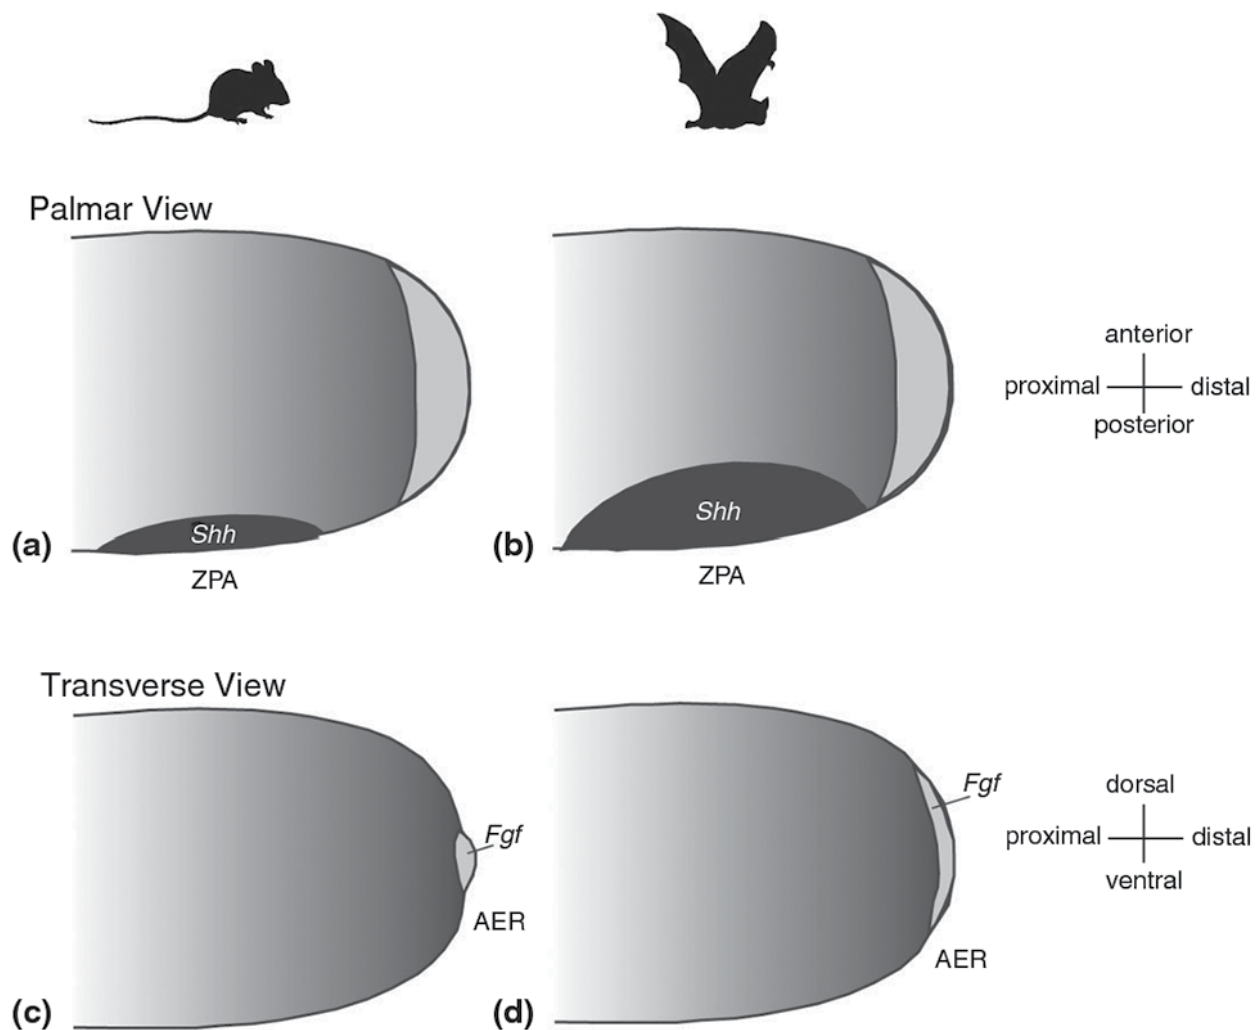 Palmar View
anterior
proximal distal
posterior
Shh
Shh
(a)
(b)
ZPA
ZPA
Transverse View
Fgf
Fgf
dorsal
proximal distal
ventral
AER
AER
(c)
(d)